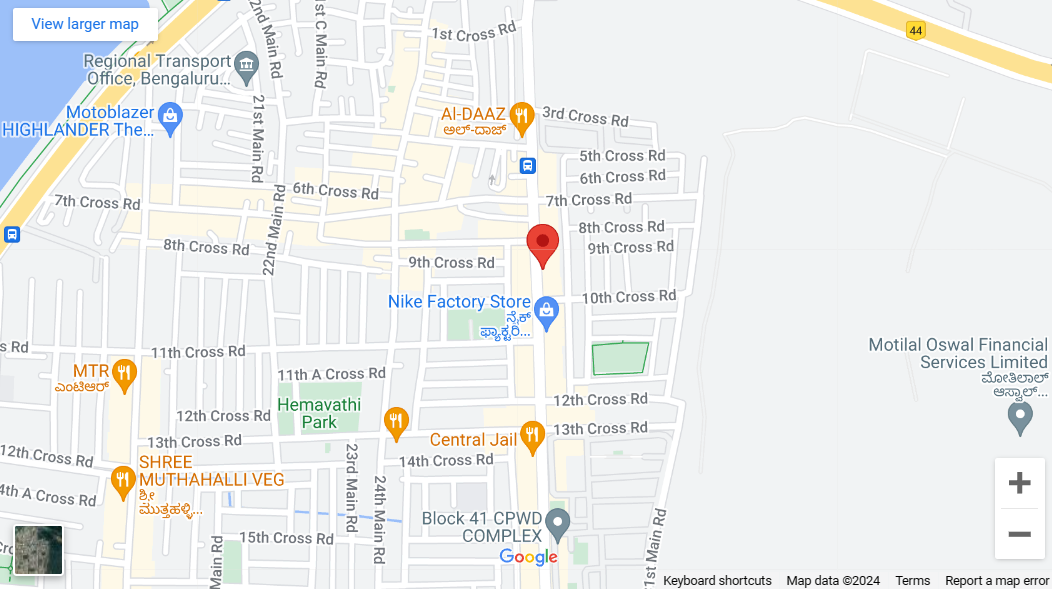 View larger map
44
2nd Main Rd
1st C Main Rd
1st Cross Rd
Regional Transport
Office, Bengaluru...
21st Main Rd
Motoblazer
HIGHLANDER The...
Al-DAAZ
ಅಲ್-ದಾಜ್
3rd Cross Rd
5th Cross Rd
6th Cross Rd
6th Cross Rd
7th Cross Rd
7th Cross Rd
22nd Main Rd
8th Cross Rd
8th Cross Rd
9th Cross Rd
9th Cross Rd
Nike Factory Store
ನೈಕ್
ಫ್ಯಾಕ್ಟರಿ...
10th Cross Rd
s Rd
11th Cross Rd
Motilal Oswal Financial
Services Limited
ಮೋತಿಲಾಲ್
ಆಸ್ವಾಲ್...
MTR
ಎಂಟಿಆರ್
11th A Cross Rd
Hemavathi
Park
12th Cross Rd
12th Cross Rd
13th Cross Rd
Central Jail
13th Cross Rd
12th Cross Rd
SHREE
MUTHAHALLI VEG
ಶ್ರೀ
ಮುತ್ತಹಳ್ಳಿ...
14th Cross Rd
4th A Cross Rd
23rd Main Rd
24th Main Rd
Block 41 CPWD
COMPLEX
15th Cross Rd
Main Rd
1st Main Rd
Google
Keyboard shortcuts
Map data ©2024
Terms
Report a map error